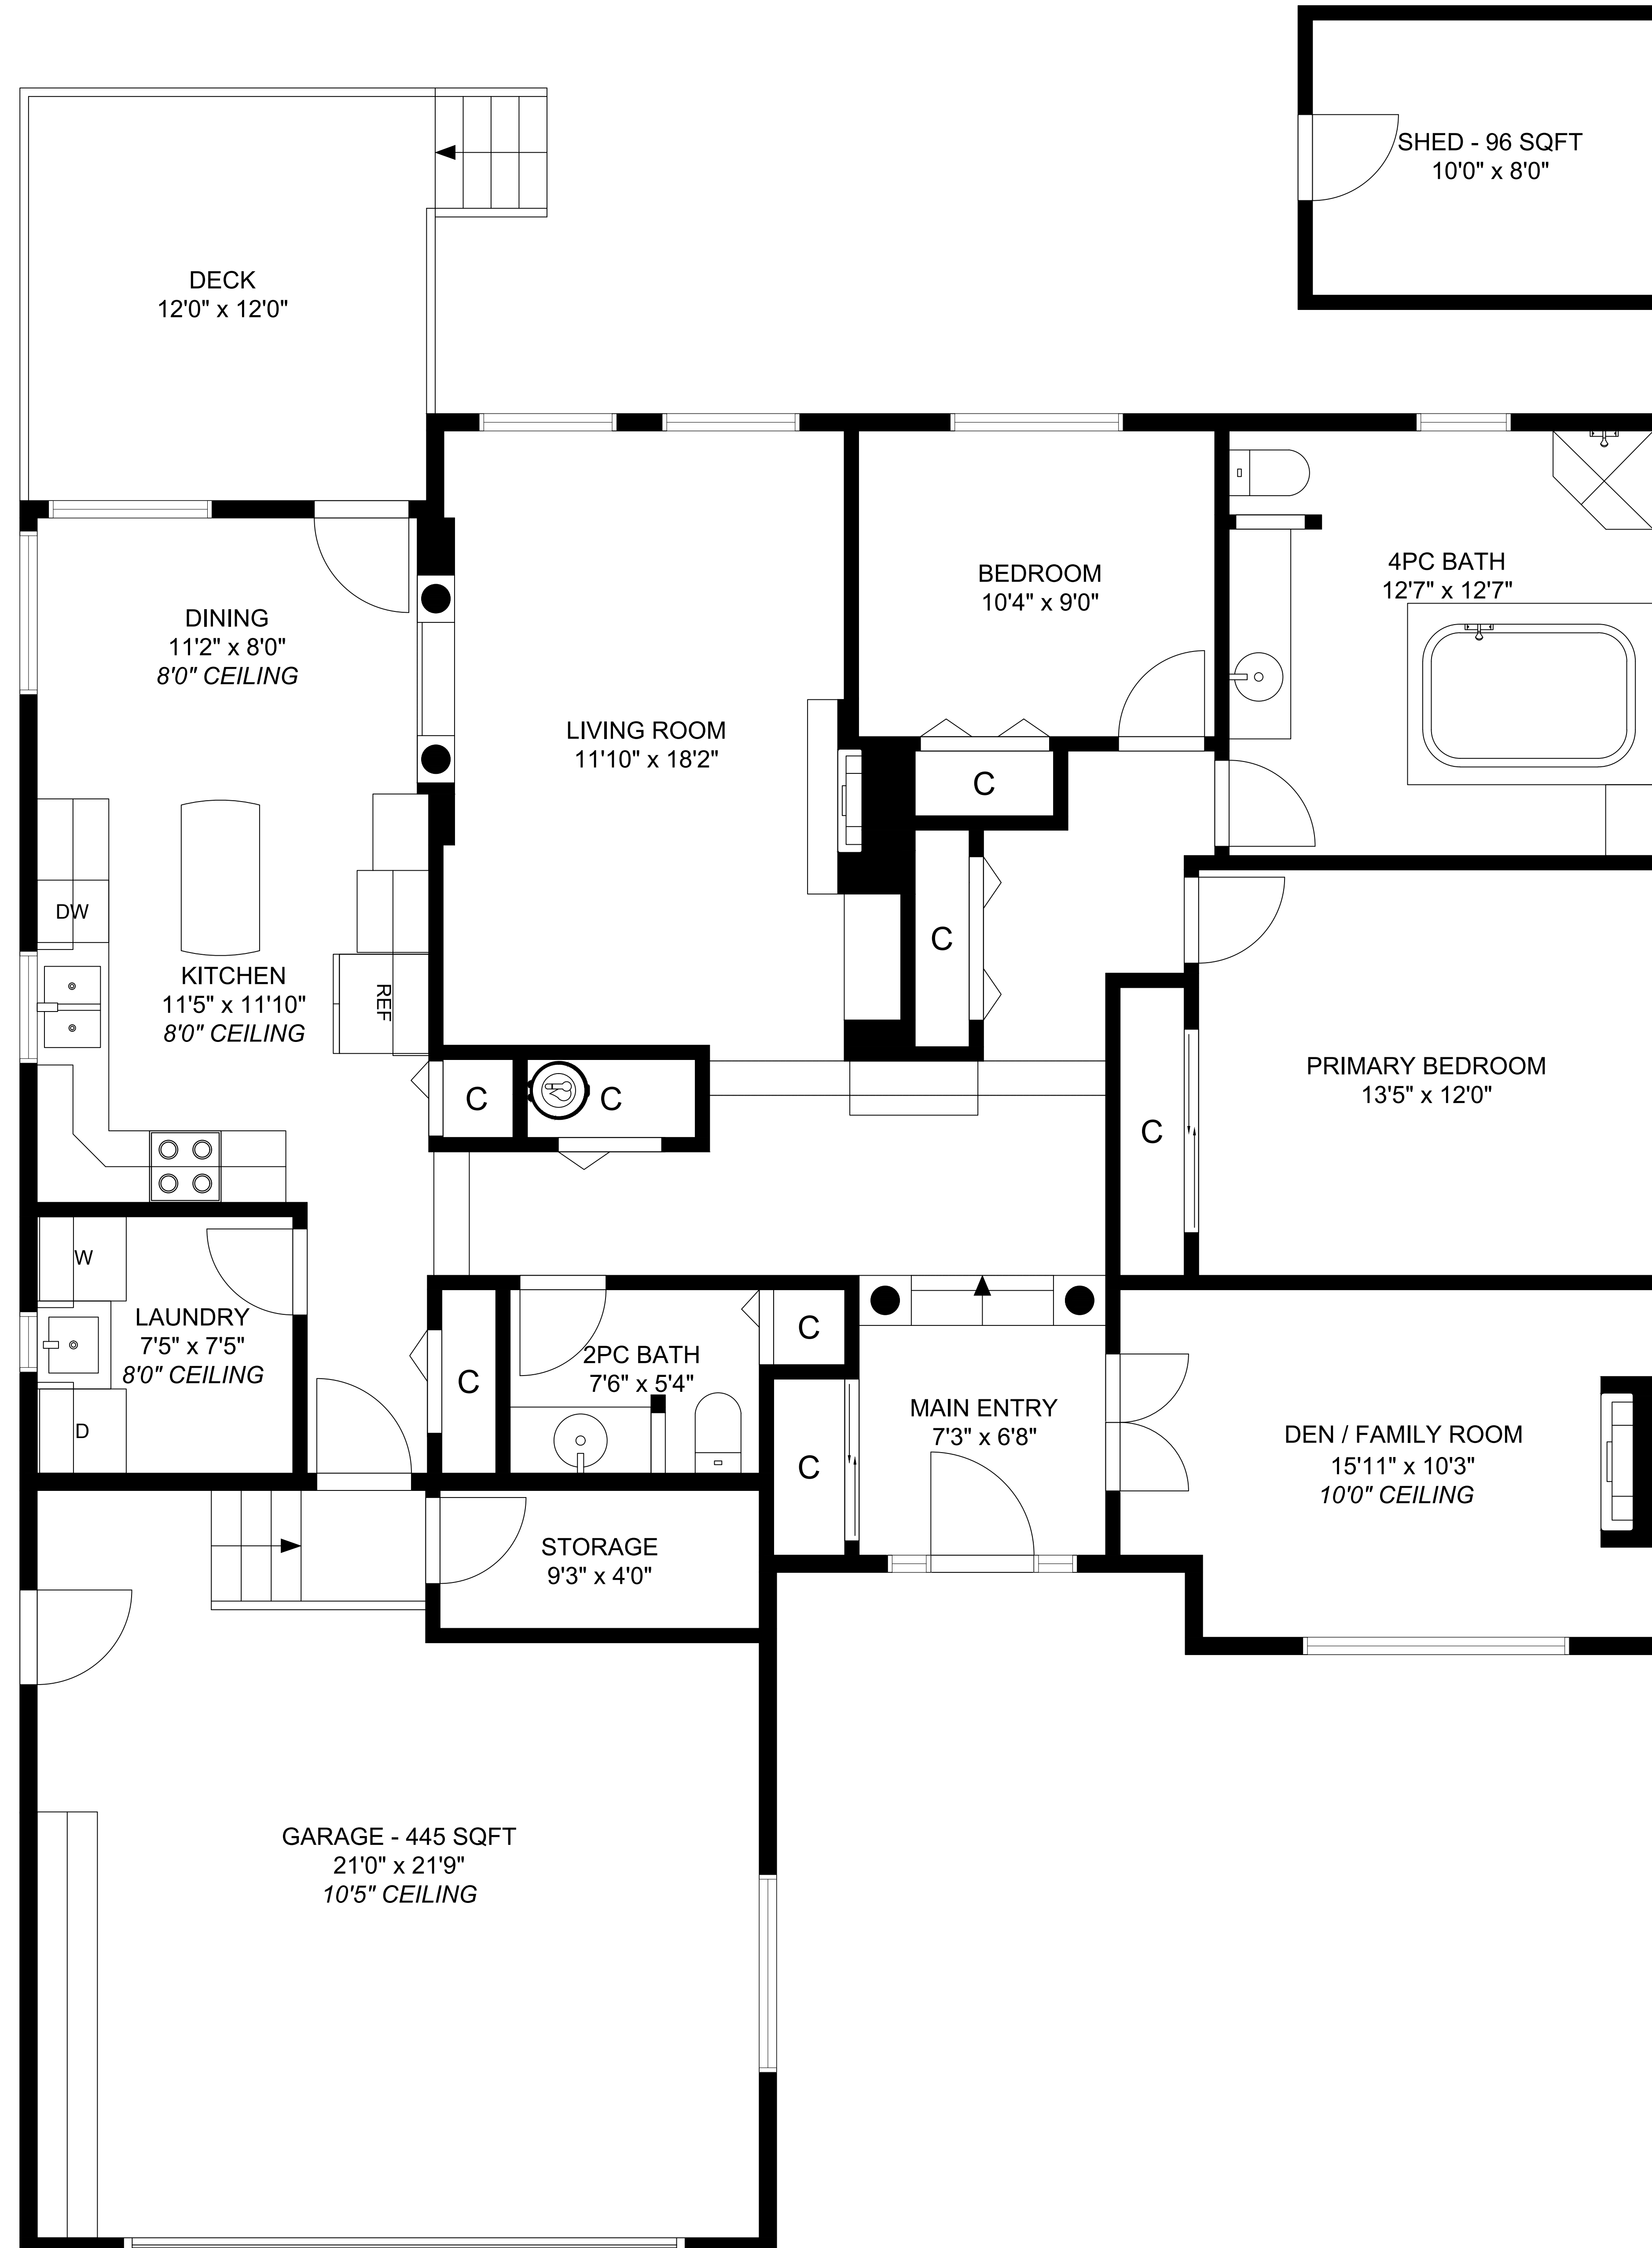 SHED - 96 SQFT
10'0" x 8'0"
DECK
12'0" x 12'0"
BEDROOM
10'4" x 9'0"
4PC BATH
12'7" x 12'7"
DINING
11'2" x 8'0"
8'0" CEILING
LIVING ROOM
11'10" x 18'2"
C
DW
C
KITCHEN
11'5" x 11'10"
8'0" CEILING
REF
PRIMARY BEDROOM
13'5" x 12'0"
C
C
C
W
LAUNDRY
7'5" x 7'5"
8'0" CEILING
D
C
2PC BATH
7'6" x 5'4"
C
C
MAIN ENTRY
7'3" x 6'8"
DEN / FAMILY ROOM
15'11" x 10'3"
10'0" CEILING
STORAGE
9'3" x 4'0"
GARAGE - 445 SQFT
21'0" x 21'9"
10'5" CEILING